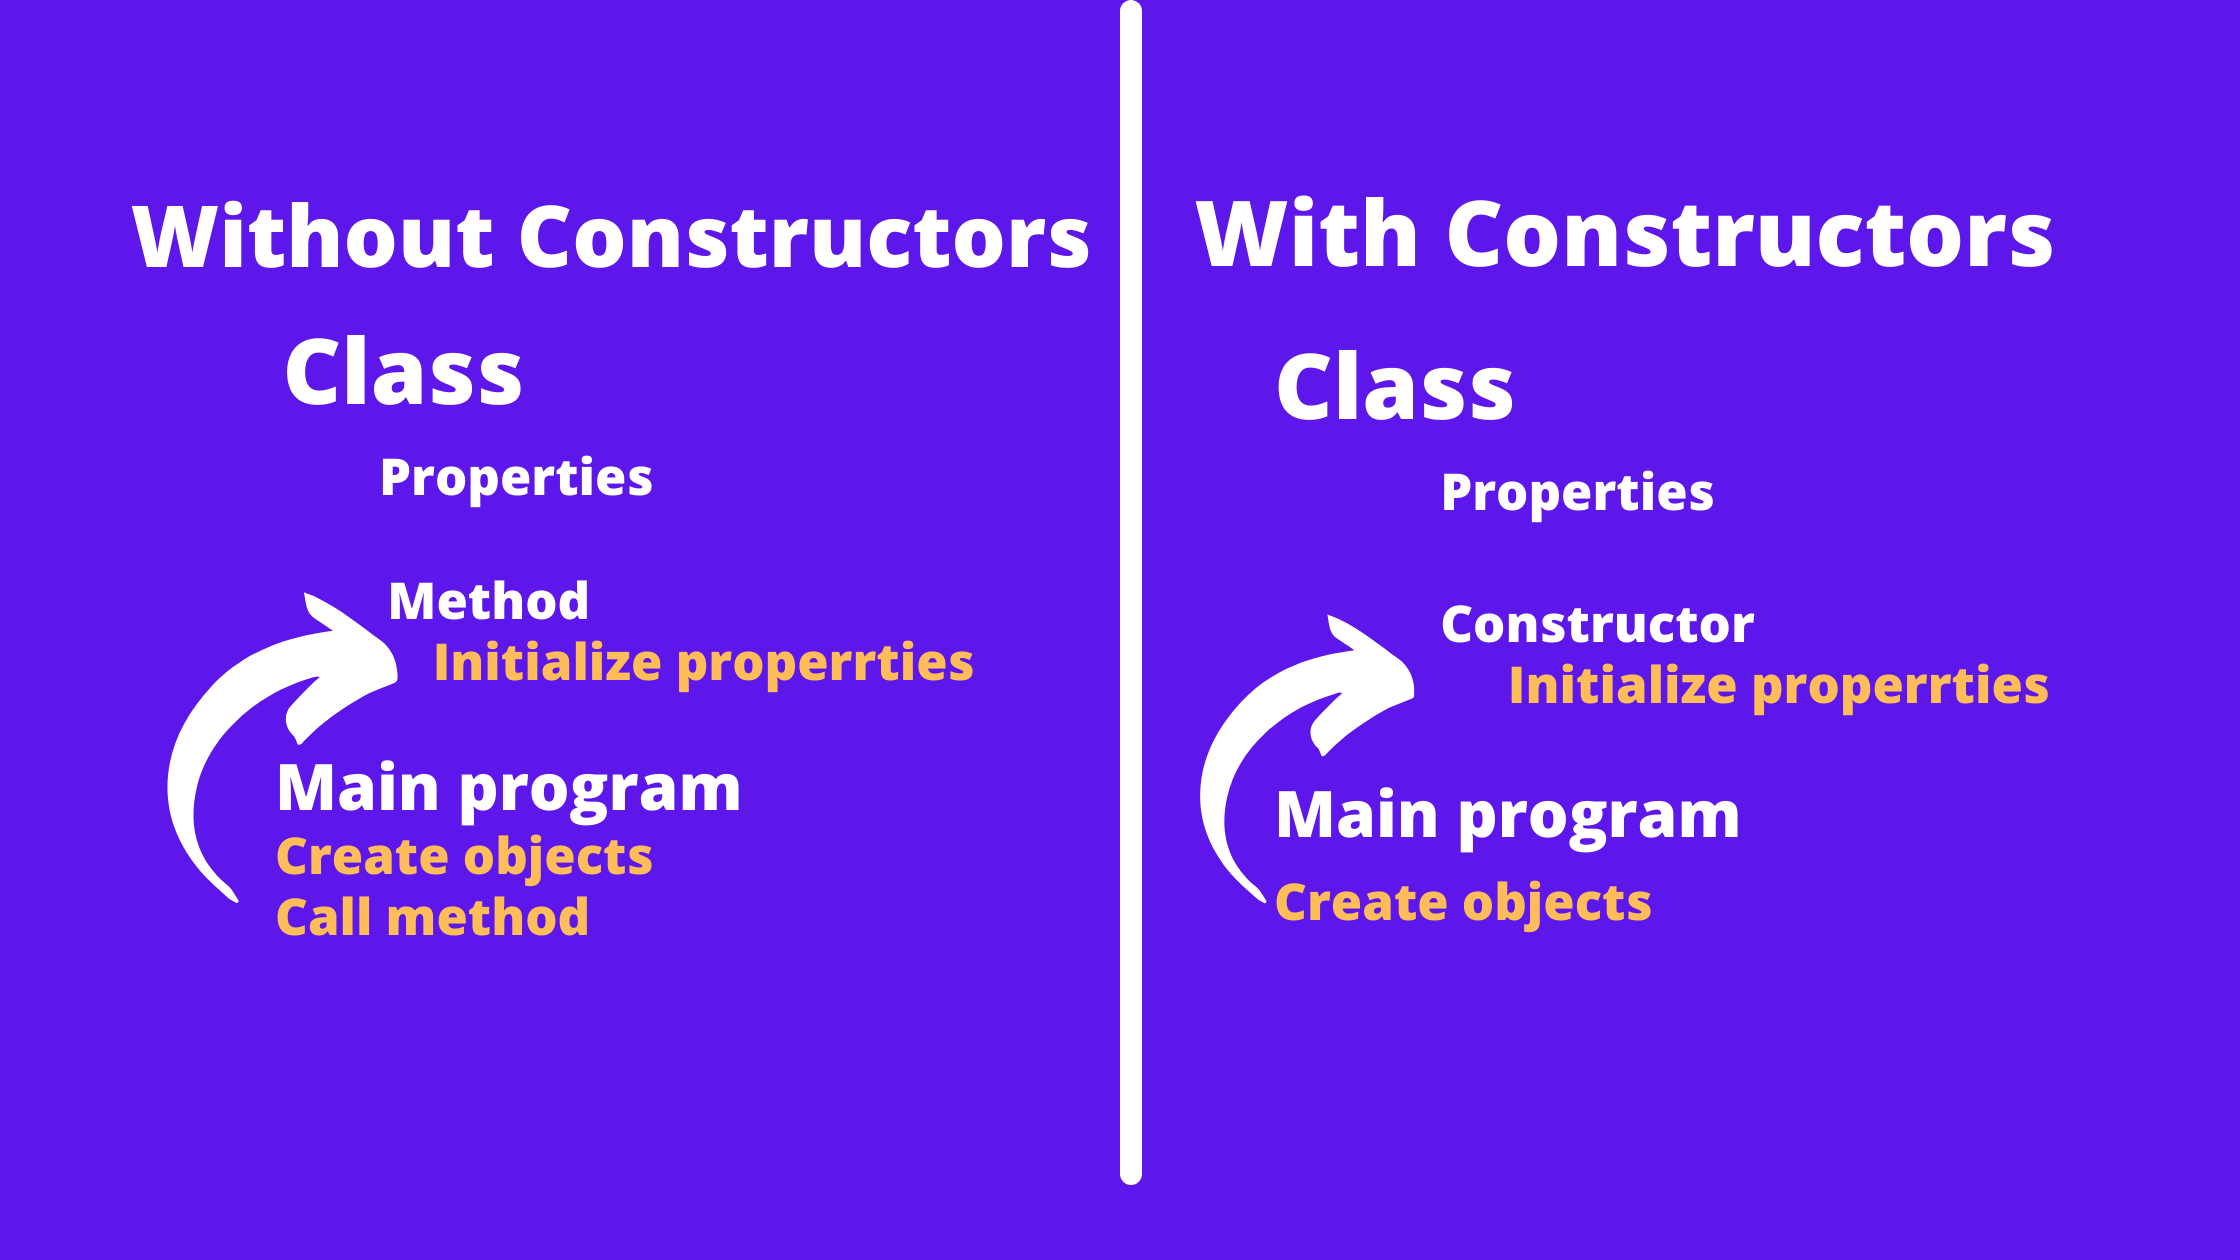 Without Constructors
Class
Properties
Method
Initialize properrties
Main program
Create objects
Call method
With Constructors
Class
Properties
Constructor
Initialize properrties
Main program
Create objects